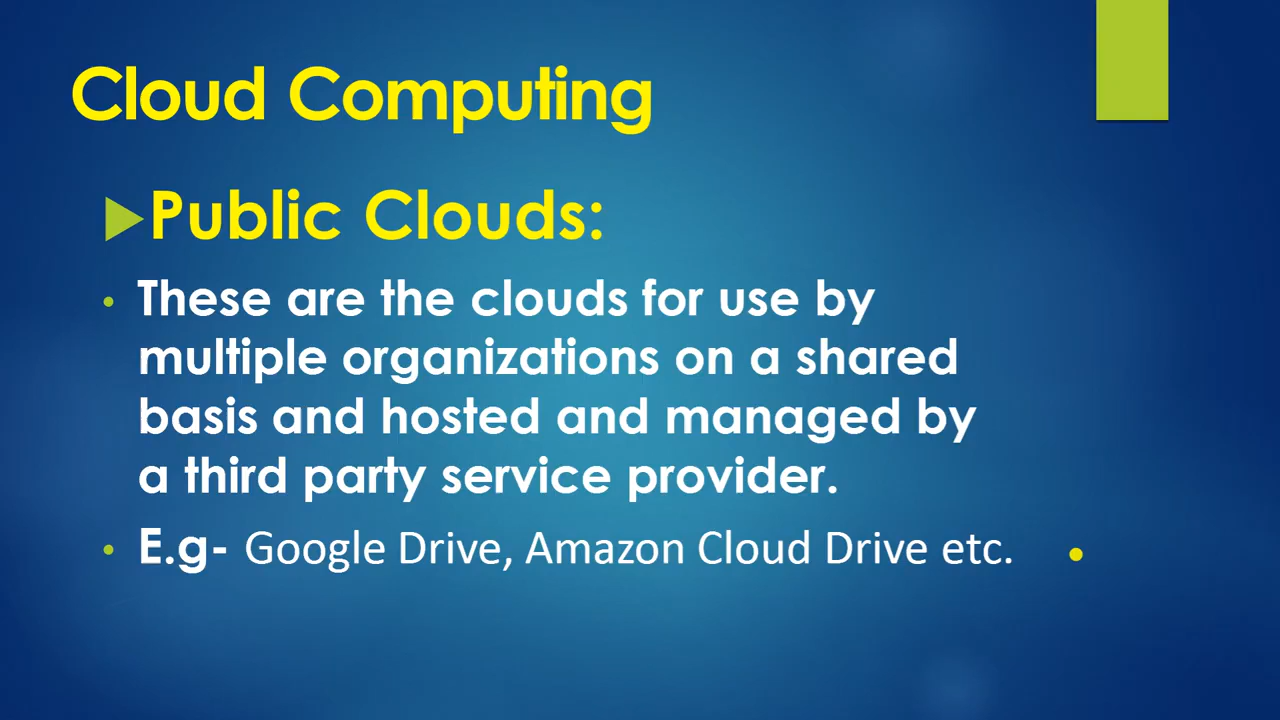 Cloud Computing
Public Clouds:
These are the clouds for use by
multiple organizations on a shared
basis and hosted and managed by
a third party service provider.
E.g- Google Drive, Amazon Cloud Drive etc.